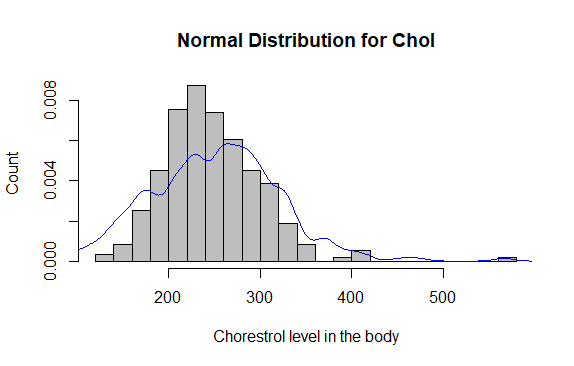 Normal Distribution for Chol
Count
0.008
0.004
0.000
200 300 400 500
Chorestrol level in the body